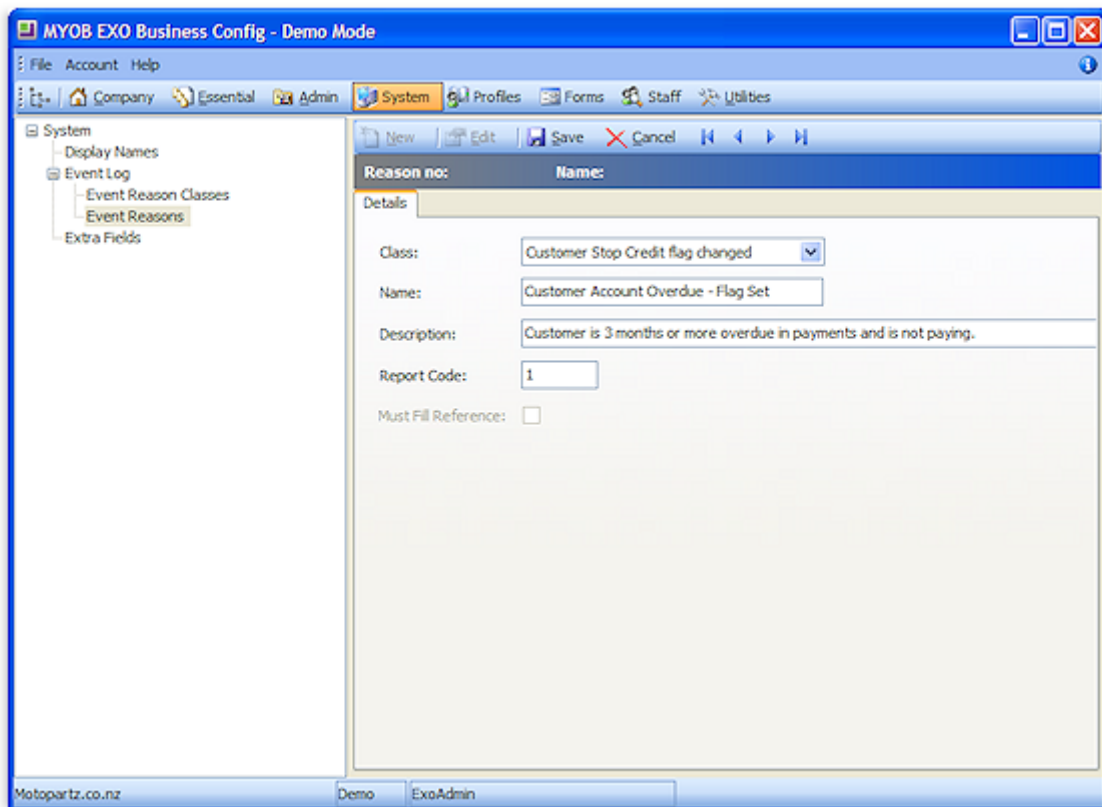 MYOB EXO Business Config - Demo Mode
File Account Help
Company Essential Admin System Profiles Forms Staff Utilities
System
Display Names
Event Log
Event Reason Classes
Event Reasons
Extra Fields
New Edit Save Cancel
Reason no: Name:
Details
Class: Customer Stop Credit flag changed
Name: Customer Account Overdue - Flag Set
Description: Customer is 3 months or more overdue in payments and is not paying.
Report Code: 1
Must Fill Reference:
Motopartz.co.nz Demo ExoAdmin